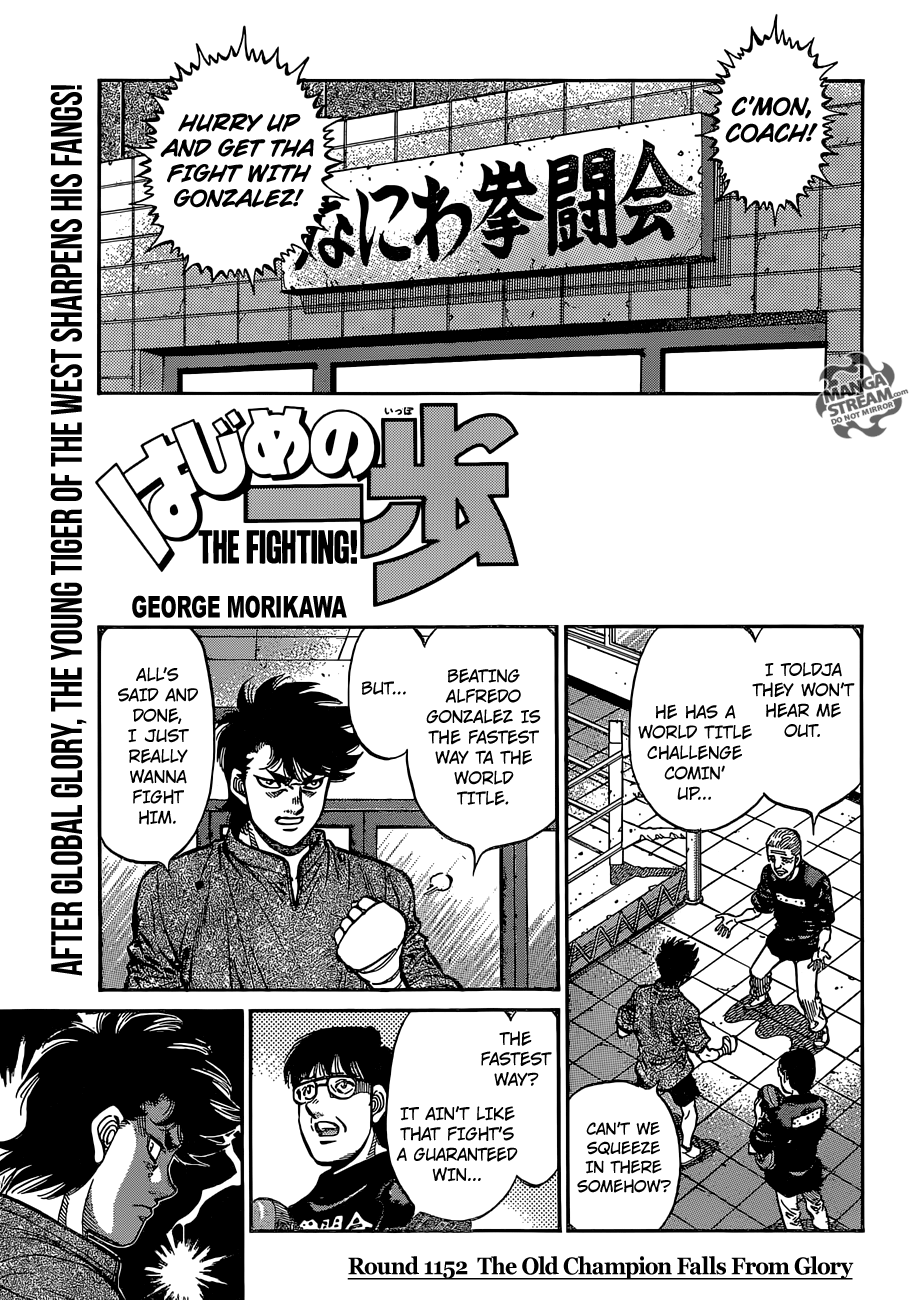 AFTER GLOBAL GLORY, THE YOUNG TIGER OF THE WEST SHARPENS HIS FANGS!
C'MON,
COACH!
HURRY UP
AND GET THA
FIGHT WITH
GONZALEZ!
なにわ拳闘会
MANGA
STREAM.com
DO NOT MIRROR
いっぽ
はじめの一歩
THE FIGHTING!
GEORGE MORIKAWA
I TOLDJA
THEY WON'T
HEAR ME
OUT.
HE HAS A
WORLD TITLE
CHALLENGE
COMIN'
UP...
CAN'T WE
SQUEEZE
IN THERE
SOMEHOW?
BEATING
ALFREDO
GONZALEZ IS
THE FASTEST
WAY TA THE
WORLD
TITLE.
BUT...
ALL'S
SAID AND
DONE,
I JUST
REALLY
WANNA
FIGHT
HIM.
THE
FASTEST
WAY?
IT AIN'T LIKE
THAT FIGHT'S
A GUARANTEED
WIN...
闘会
Round 1152 The Old Champion Falls From Glory